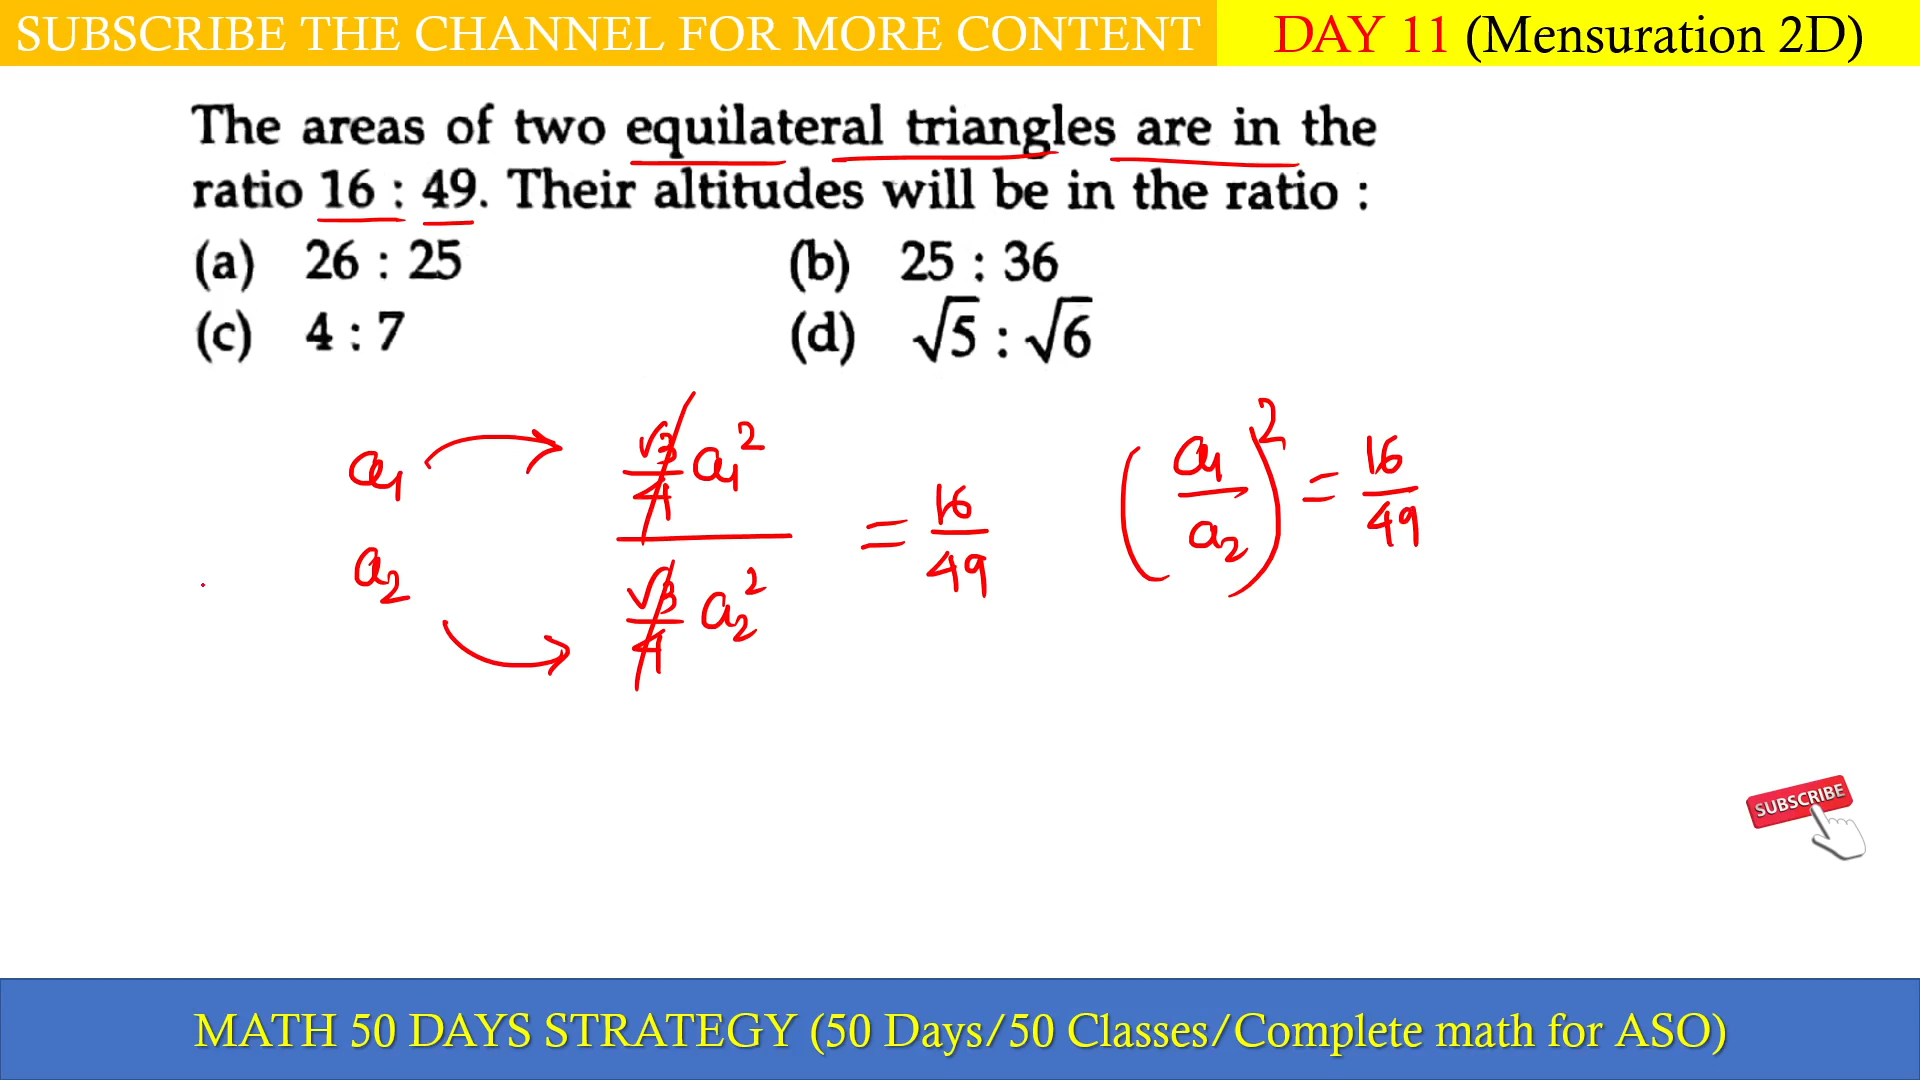 SUBSCRIBE THE CHANNEL FOR MORE CONTENT
DAY 11 (Mensuration 2D)
The areas of two equilateral triangles are in the
ratio 16 : 49. Their altitudes will be in the ratio :
(a) 26 : 25 (b) 25 : 36
(c) 4 : 7 (d) √5 : √6
a₁ → √3/4 a₁²
a₂ → √3/4 a₂²
= 16/49
(a₁/a₂)² = 16/49
SUBSCRIBE
MATH 50 DAYS STRATEGY (50 Days/50 Classes/Complete math for ASO)